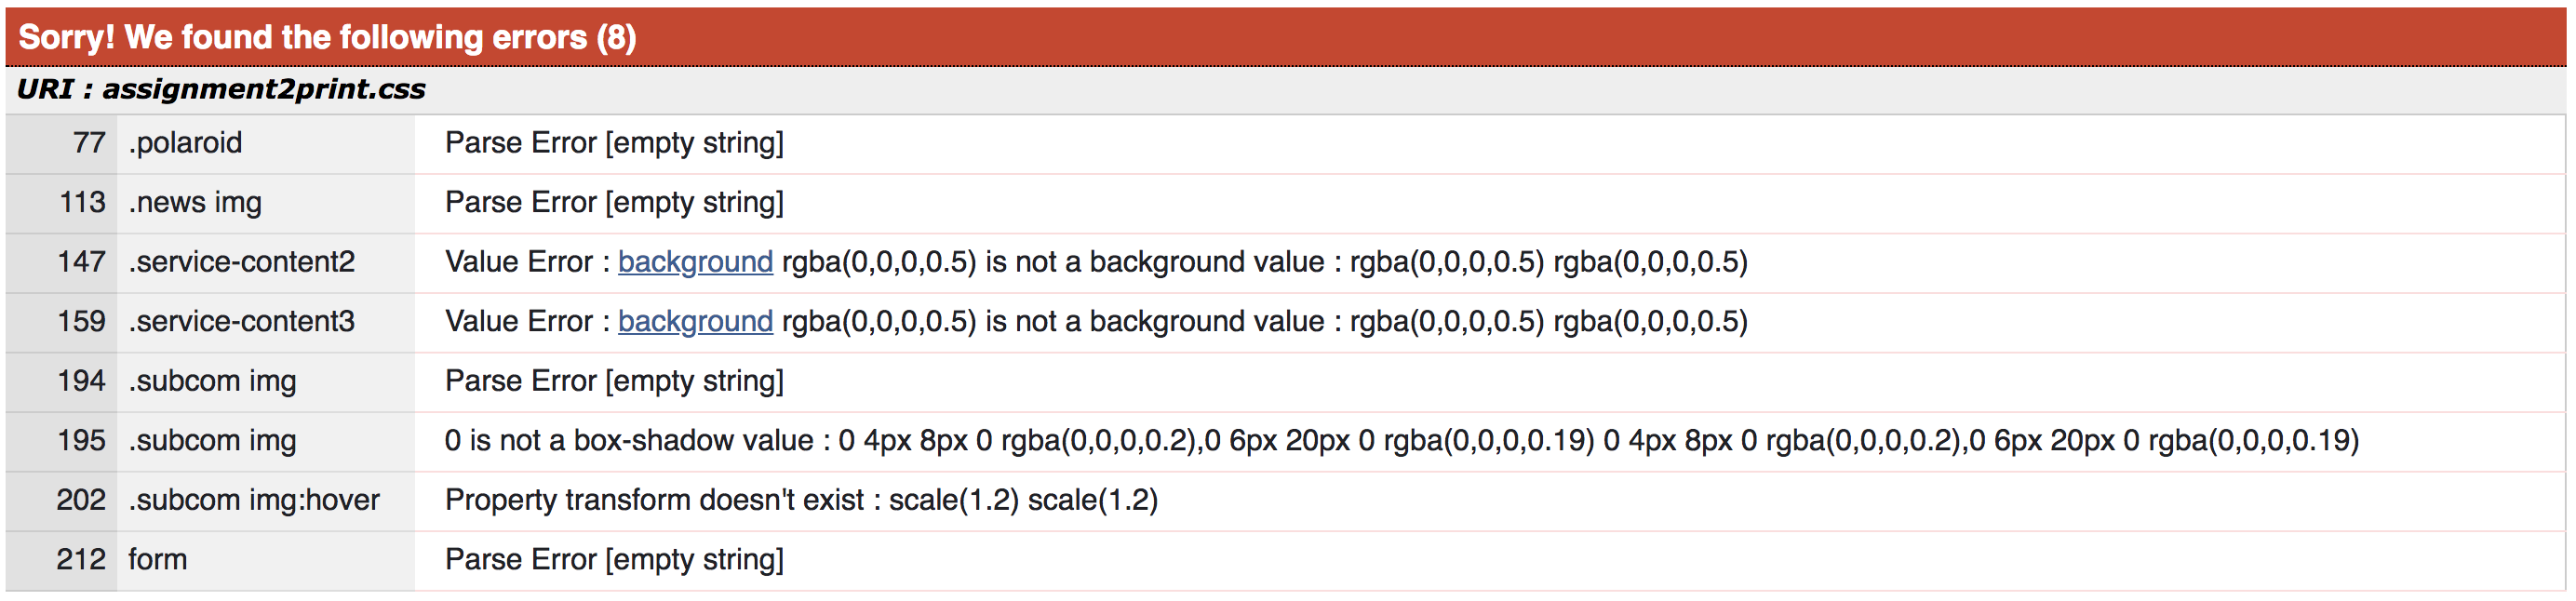 Sorry! We found the following errors (8)
URI : assignment2print.css
77 .polaroid Parse Error [empty string]
113 .news img Parse Error [empty string]
147 .service-content2 Value Error : background rgba(0,0,0,0.5) is not a background value : rgba(0,0,0,0.5) rgba(0,0,0,0.5)
159 .service-content3 Value Error : background rgba(0,0,0,0.5) is not a background value : rgba(0,0,0,0.5) rgba(0,0,0,0.5)
194 .subcom img Parse Error [empty string]
195 .subcom img 0 is not a box-shadow value : 0 4px 8px 0 rgba(0,0,0,0.2),0 6px 20px 0 rgba(0,0,0,0.19) 0 4px 8px 0 rgba(0,0,0,0.2),0 6px 20px 0 rgba(0,0,0,0.19)
202 .subcom img:hover Property transform doesn't exist : scale(1.2) scale(1.2)
212 form Parse Error [empty string]